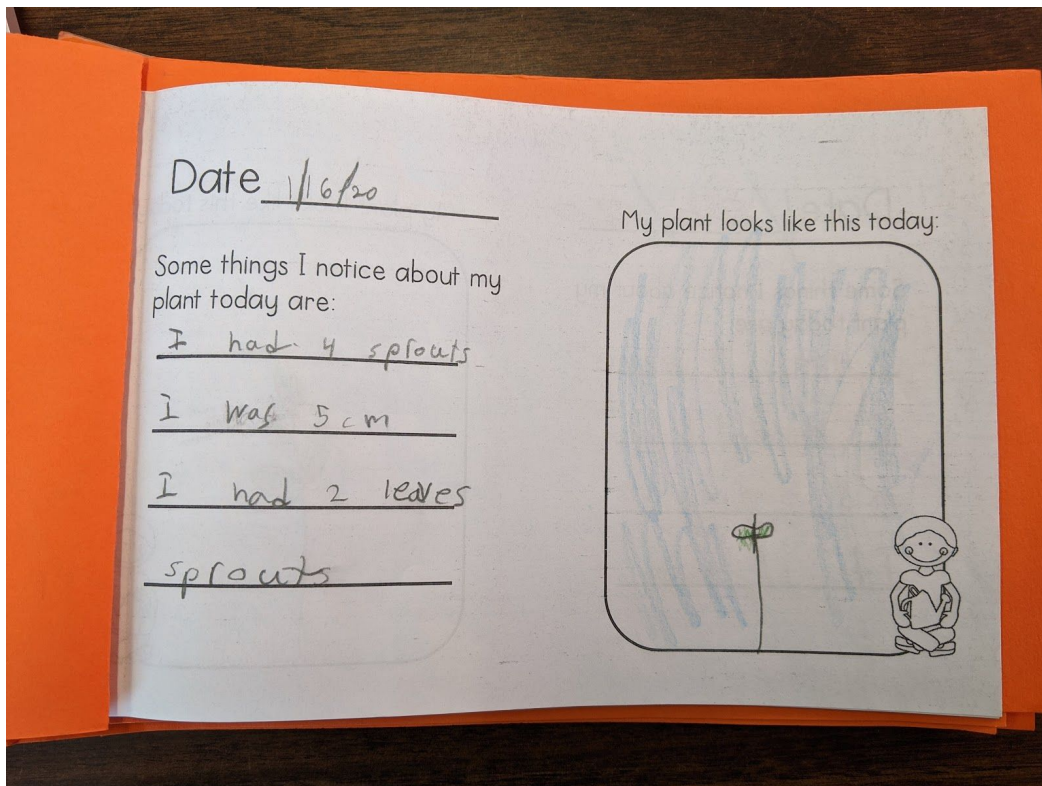 Date 1/16/20
Some things I notice about my
plant today are:
I had 4 sprouts
I was 5 cm
I had 2 leaves
sprouts
My plant looks like this today: